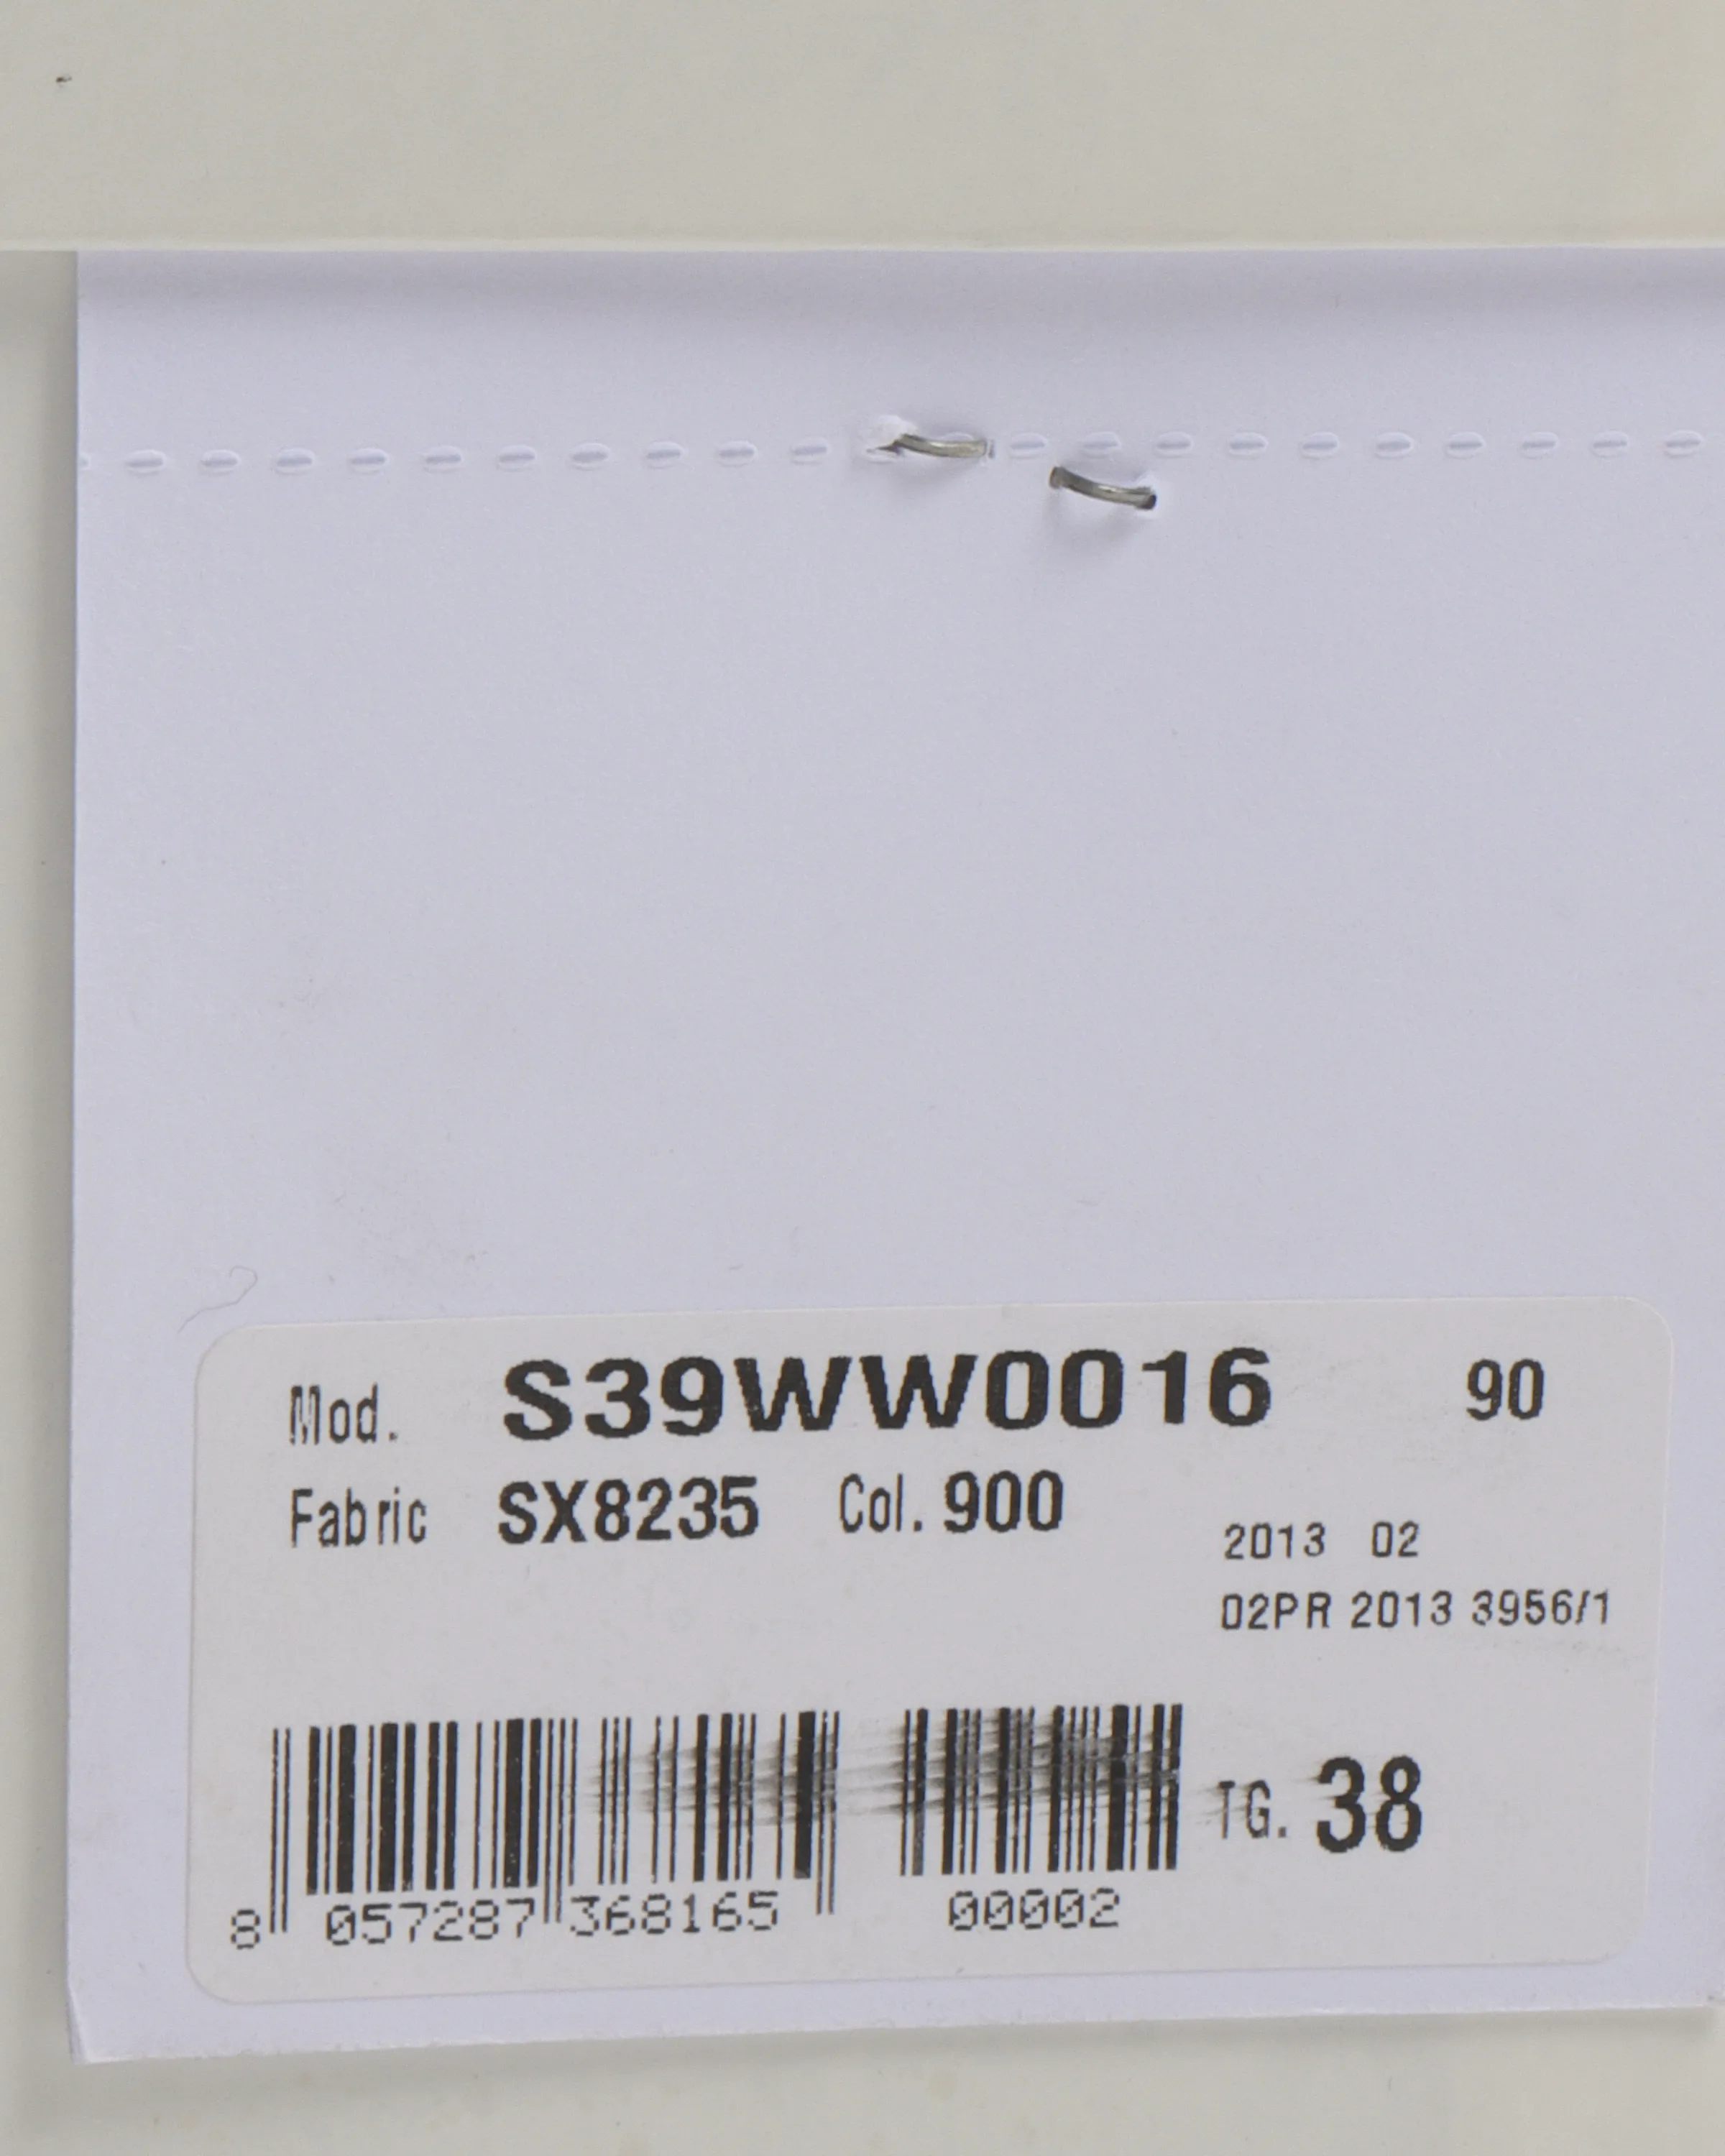 Mod. S39WW0016 90
Fabric SX8235 Col. 900
2013 02
02PR 2013 3956/1
TG. 38
8 057287 368165 00002